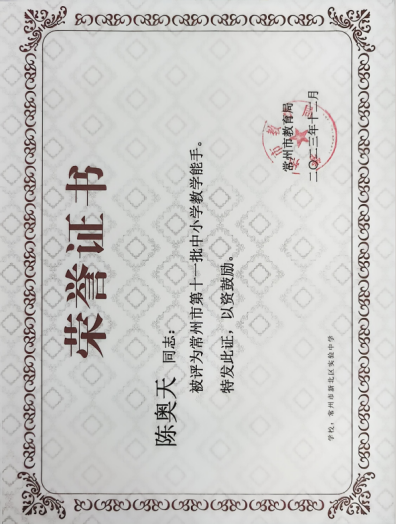 荣誉证书
陈奥天 同志：
被评为常州市第十一批中小学教学能手。
特发此证，以资鼓励。
常州市教育局
二〇二三年十二月
学校：常州市新北区实验中学